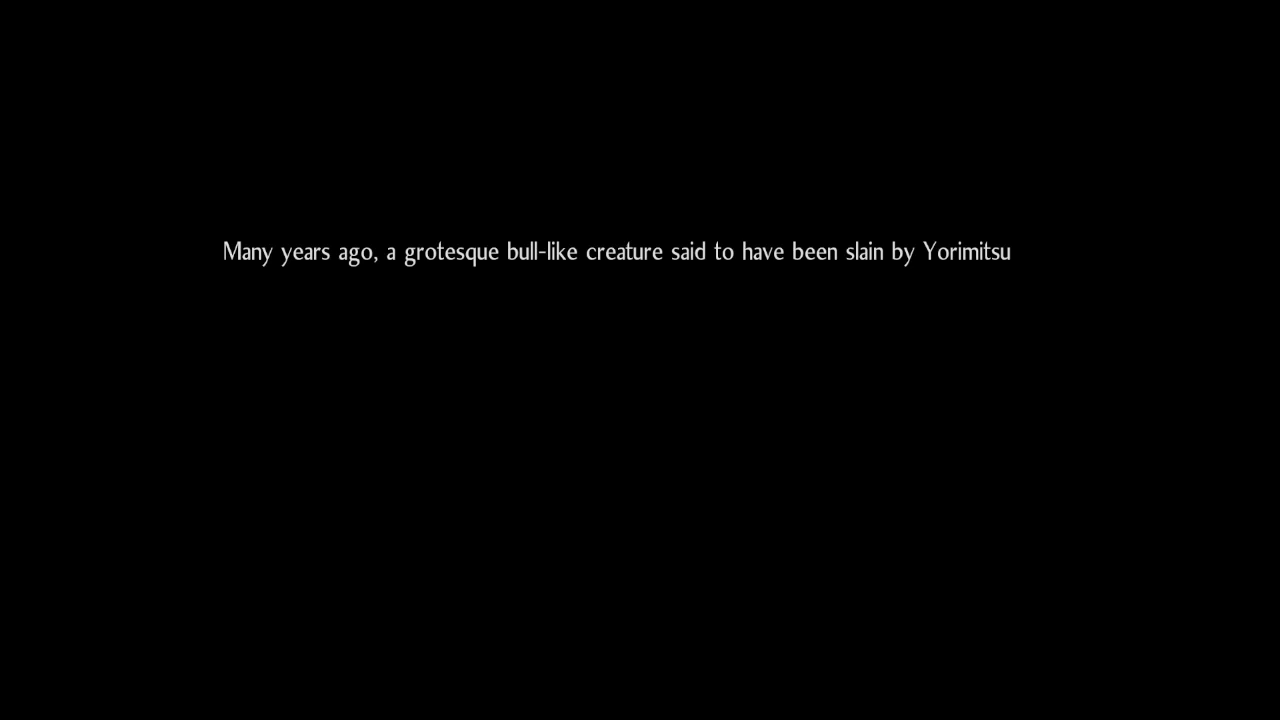 Many years ago, a grotesque bull-like creature said to have been slain by Yorimitsu